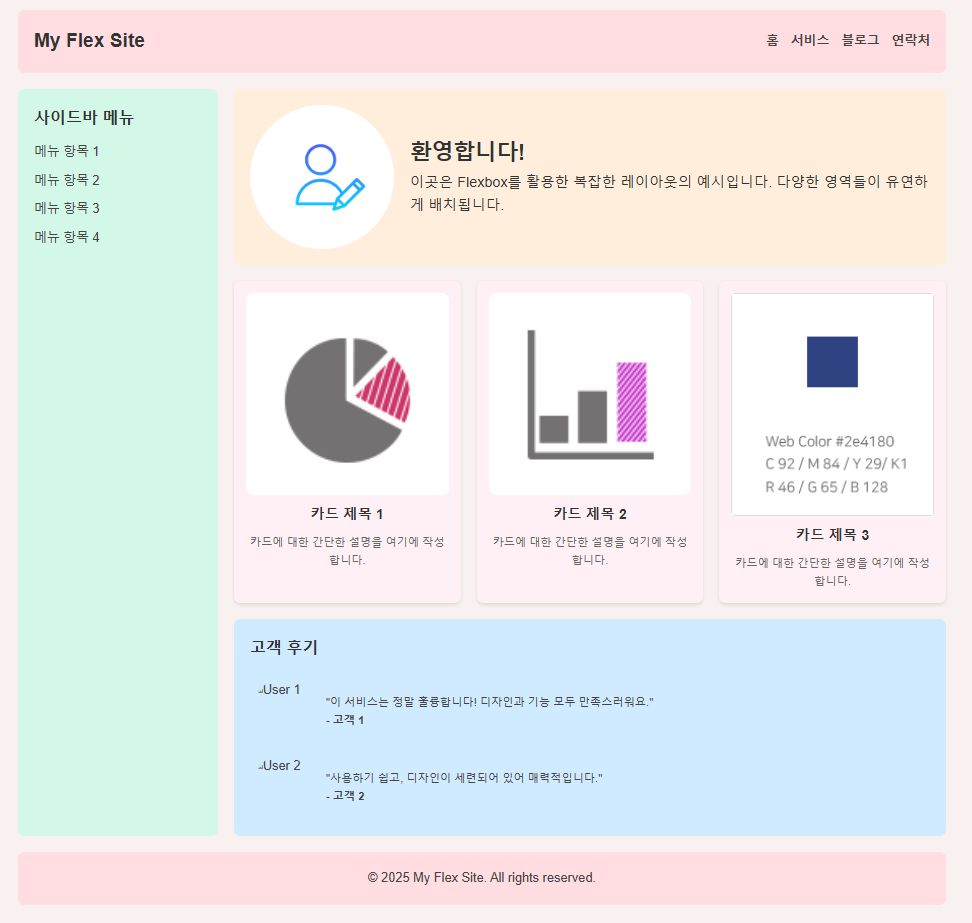 My Flex Site
홈 서비스 블로그 연락처
사이드바 메뉴
메뉴 항목 1
메뉴 항목 2
메뉴 항목 3
메뉴 항목 4
환영합니다!
이곳은 Flexbox를 활용한 복잡한 레이아웃의 예시입니다. 다양한 영역들이 유연하
게 배치됩니다.
카드 제목 1
카드에 대한 간단한 설명을 여기에 작성
합니다.
카드 제목 2
카드에 대한 간단한 설명을 여기에 작성
합니다.
Web Color #2e4180
C 92 / M 84 / Y 29/ K1
R 46 / G 65 / B 128
카드 제목 3
카드에 대한 간단한 설명을 여기에 작성
합니다.
고객 후기
User 1
"이 서비스는 정말 훌륭합니다! 디자인과 기능 모두 만족스러워요."
- 고객 1
User 2
"사용하기 쉽고, 디자인이 세련되어 있어 매력적입니다."
- 고객 2
© 2025 My Flex Site. All rights reserved.